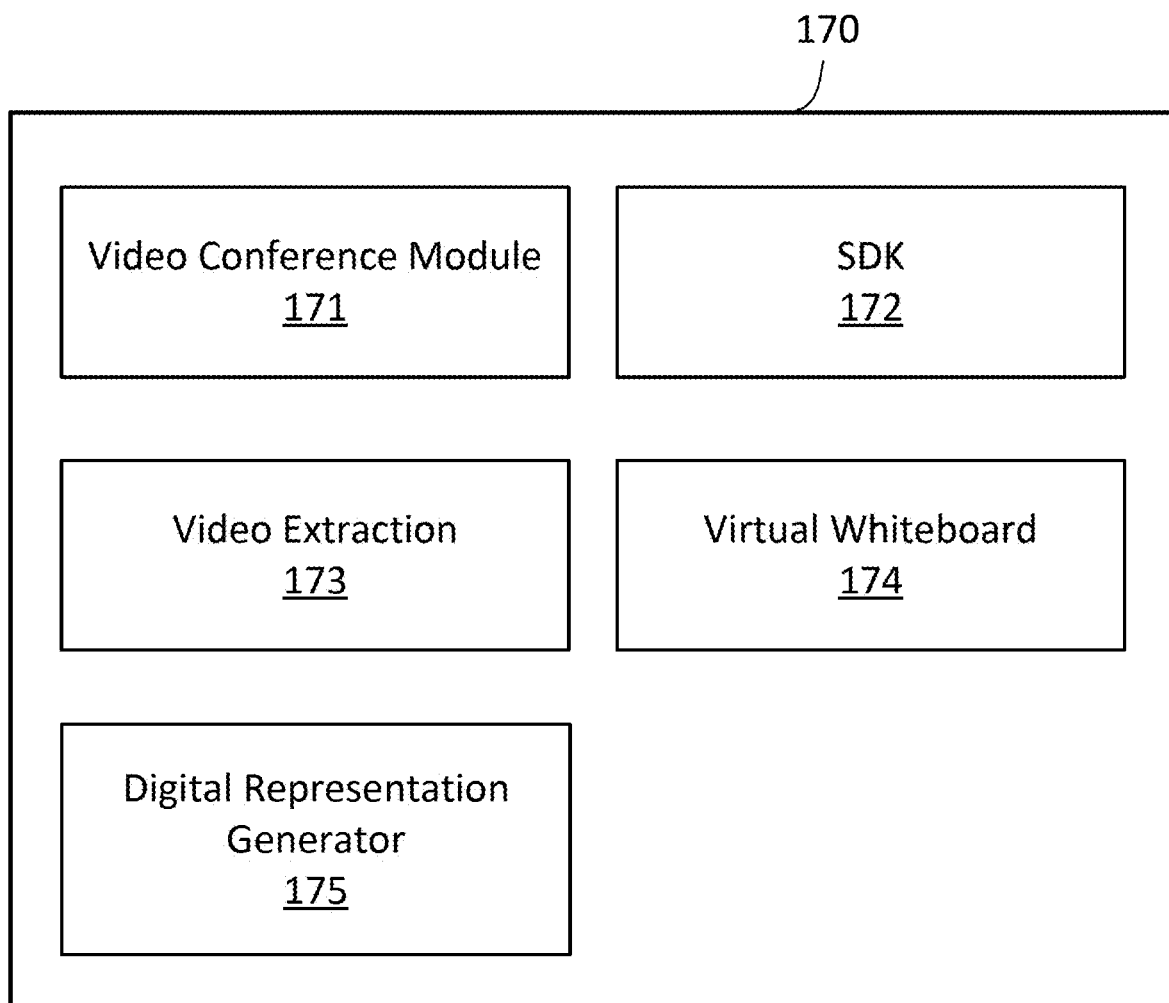 170
Video Conference Module
171
SDK
172
Video Extraction
173
Virtual Whiteboard
174
Digital Representation
Generator
175